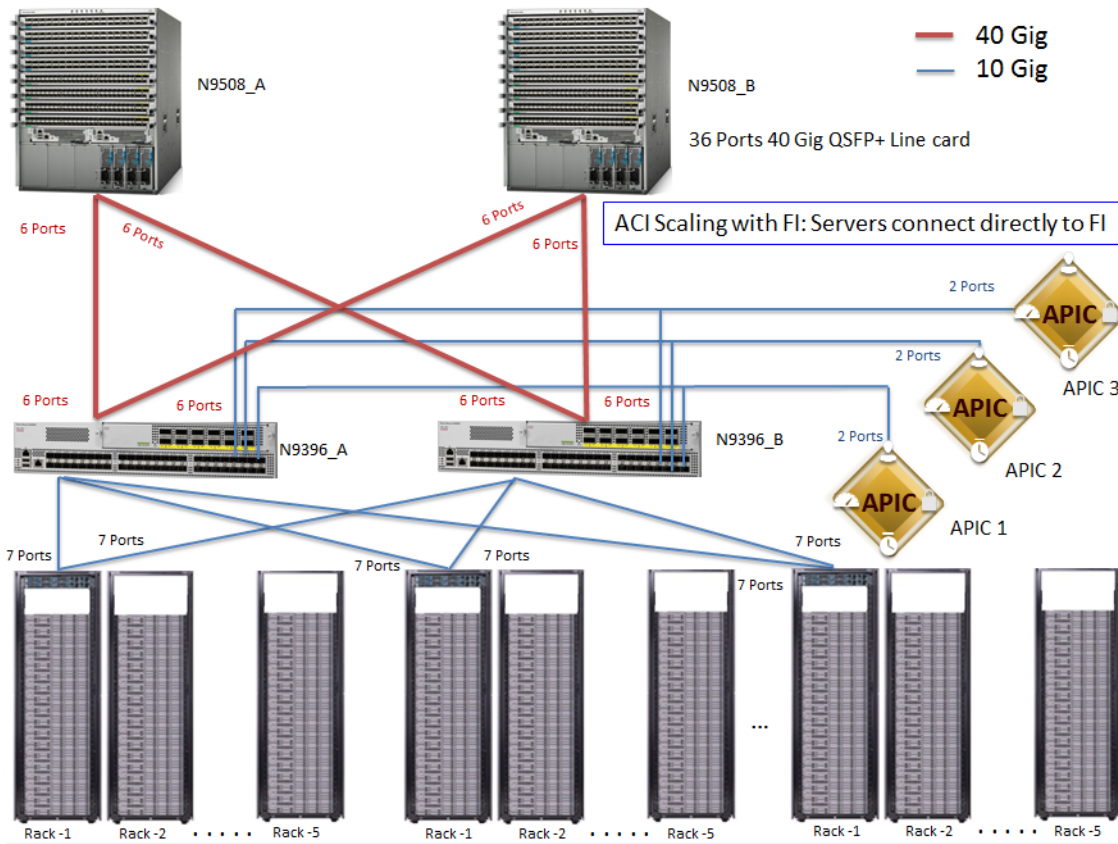 40 Gig
10 Gig
N9508_A
N9508_B
36 Ports 40 Gig QSFP+ Line card
6 Ports
6 Ports
6 Ports
6 Ports
ACI Scaling with FI: Servers connect directly to FI
2 Ports
APIC
APIC 3
2 Ports
APIC
APIC 2
6 Ports
6 Ports
6 Ports
6 Ports
N9396_A
N9396_B
2 Ports
APIC
APIC 1
7 Ports
7 Ports
7 Ports
7 Ports
7 Ports
7 Ports
...
Rack -1
Rack -2
. . . . .
Rack -5
Rack -1
Rack -2
. . . . .
Rack -5
Rack -1
Rack -2
. . . . .
Rack -5